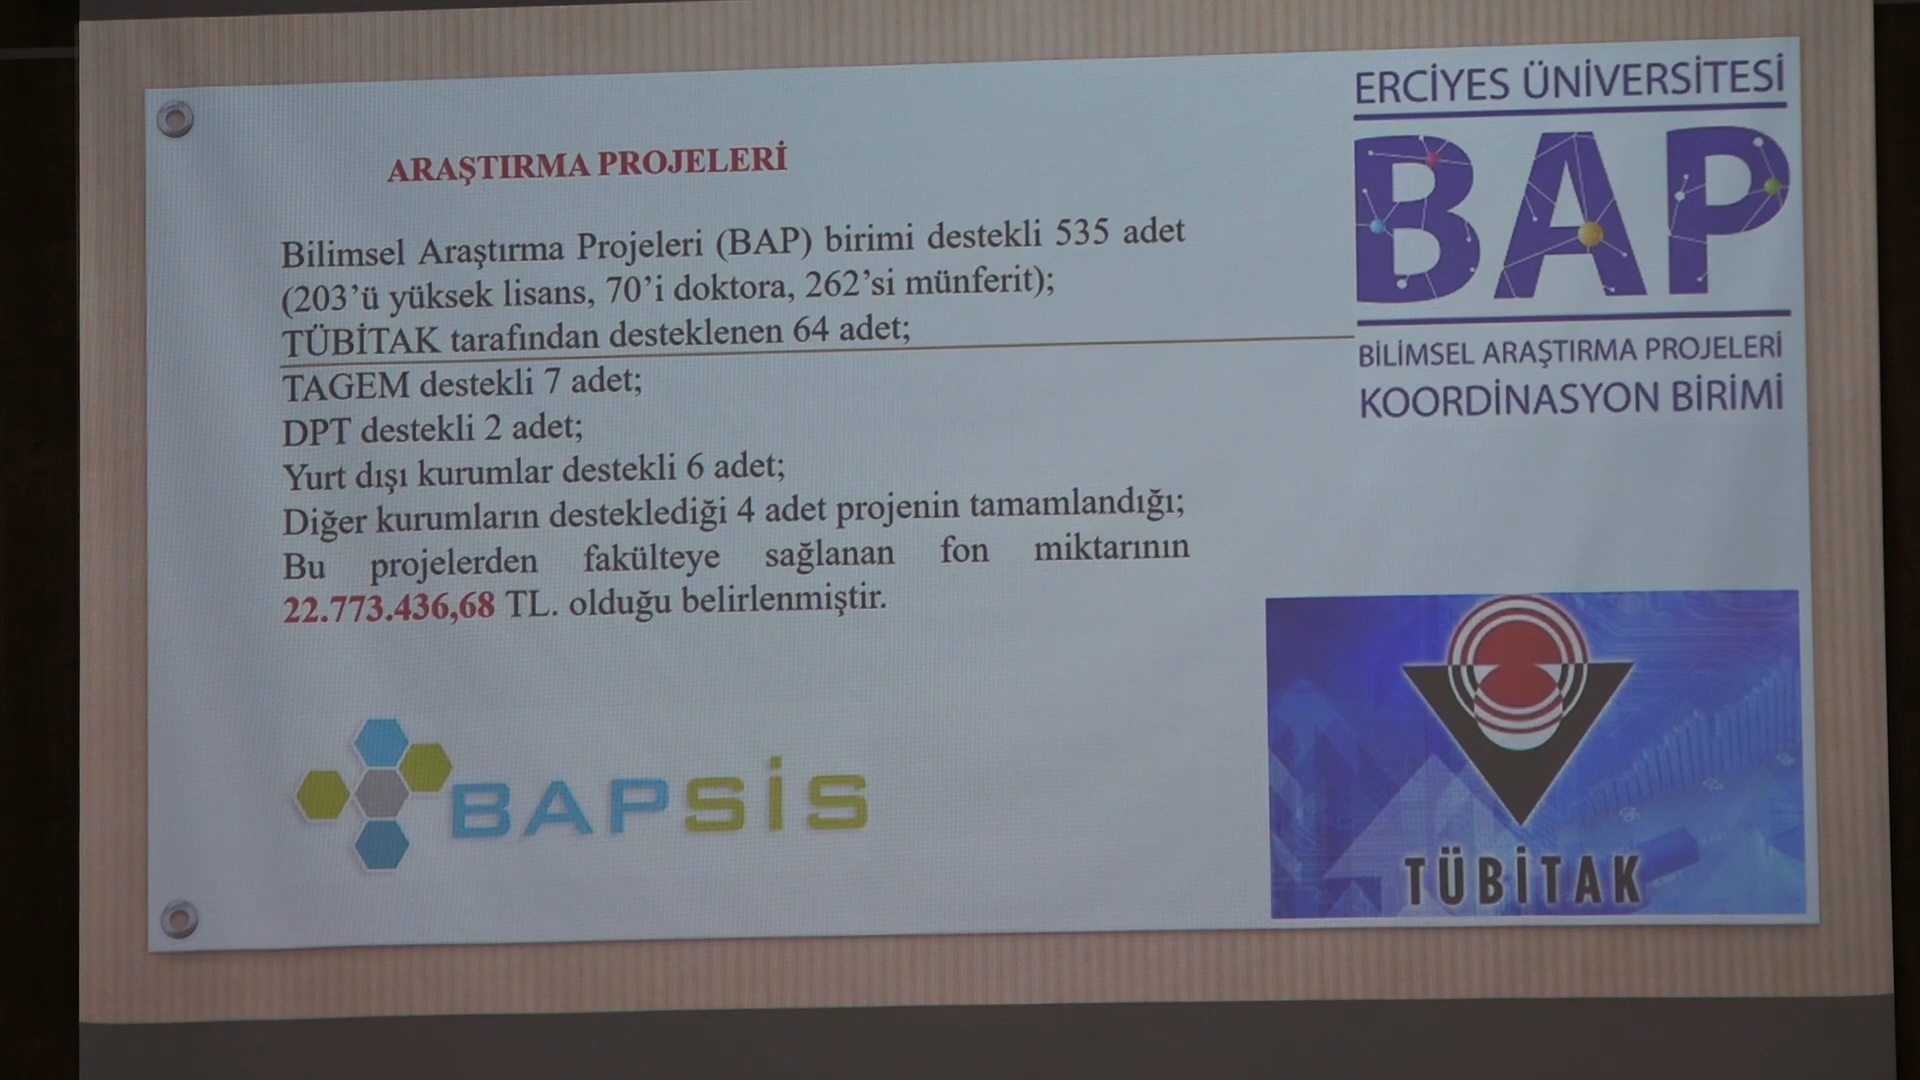 ARAŞTIRMA PROJELERİ
Bilimsel Araştırma Projeleri (BAP) birimi destekli 535 adet
(203’ü yüksek lisans, 70’i doktora, 262’si münferit);
TÜBİTAK tarafından desteklenen 64 adet;
TAGEM destekli 7 adet;
DPT destekli 2 adet;
Yurt dışı kurumlar destekli 6 adet;
Diğer kurumların desteklediği 4 adet projenin tamamlandığı;
Bu projelerden fakülteye sağlanan fon miktarının
22.773.436,68 TL. olduğu belirlenmiştir.
BAPSİS
ERCİYES ÜNİVERSİTESİ
BAP
BİLİMSEL ARAŞTIRMA PROJELERİ
KOORDİNASYON BİRİMİ
TÜBİTAK